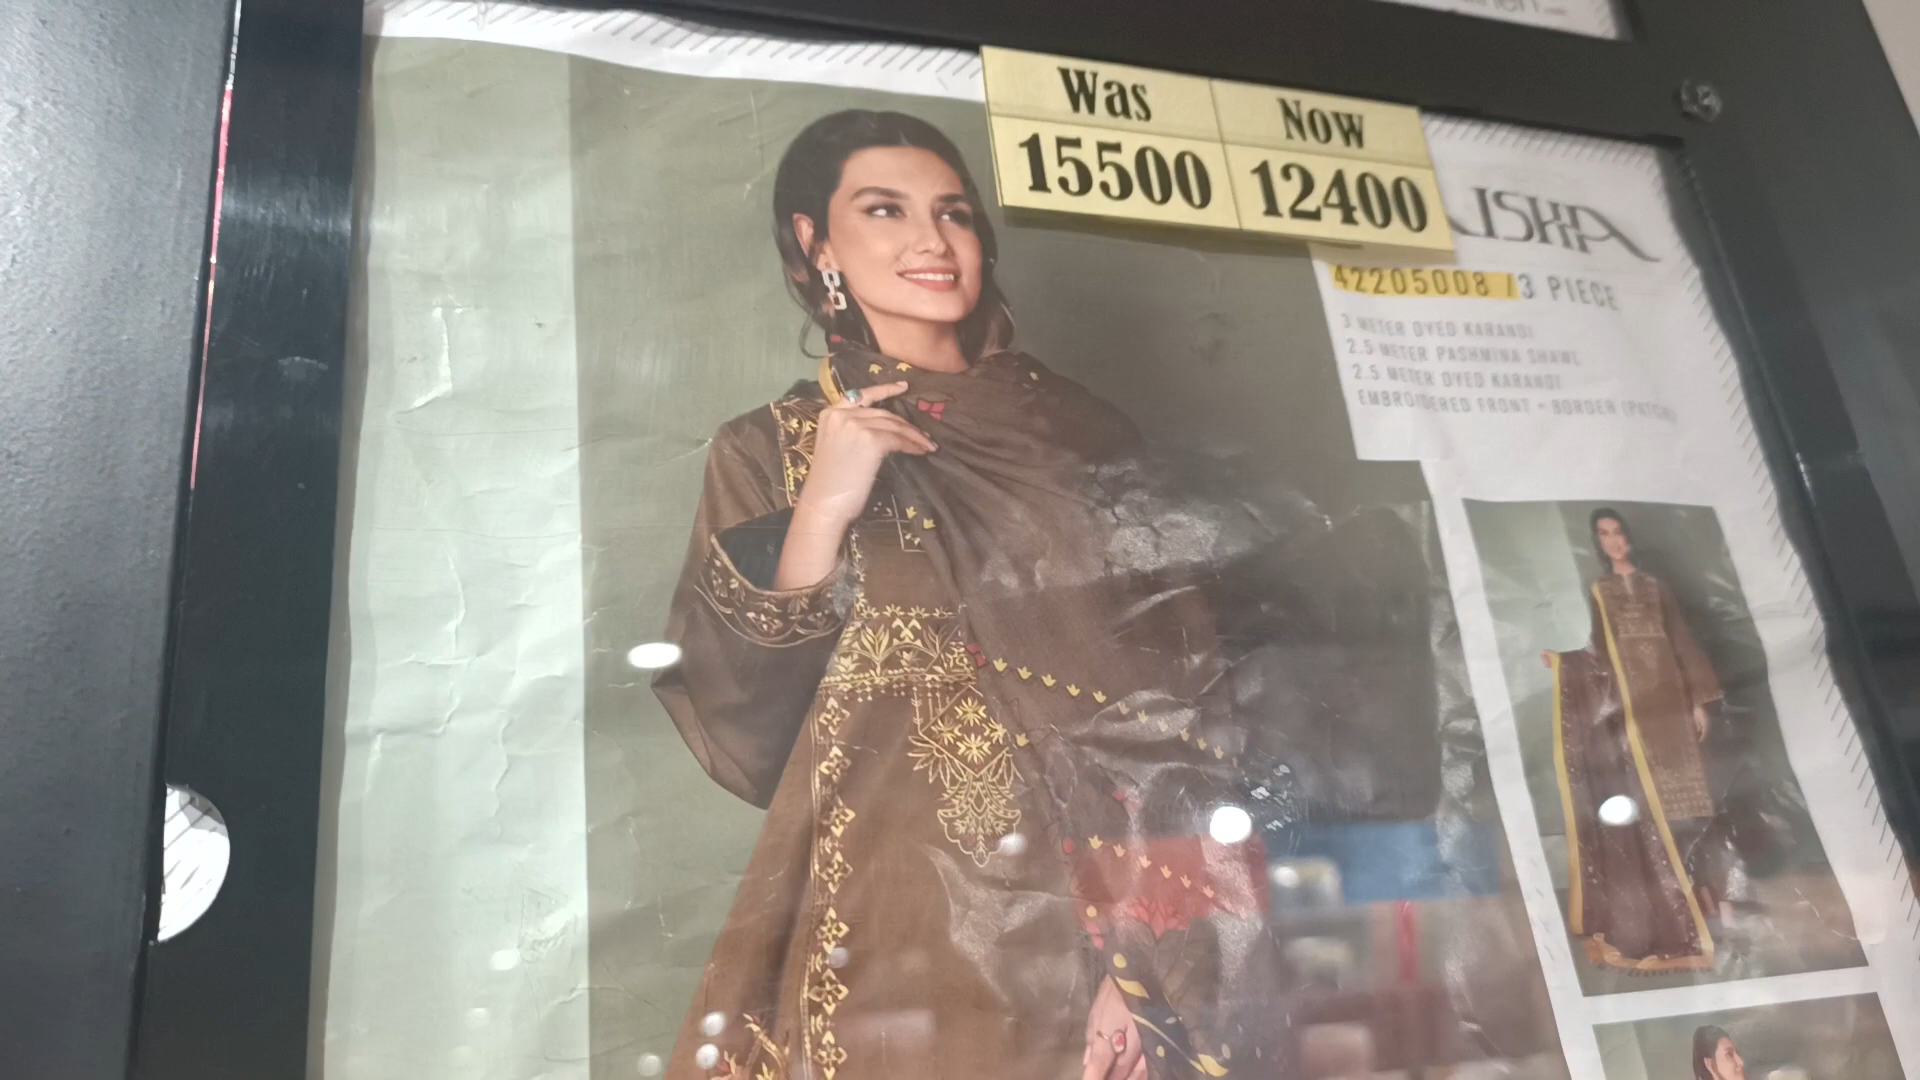 Was Now
15500 12400
42205008 /3 PIECE
3 METER DYED KARANDI
2.5 METER PASHMINA SHAWL
2.5 METER DYED KARANDI
EMBROIDERED FRONT + BORDER (PATCH)